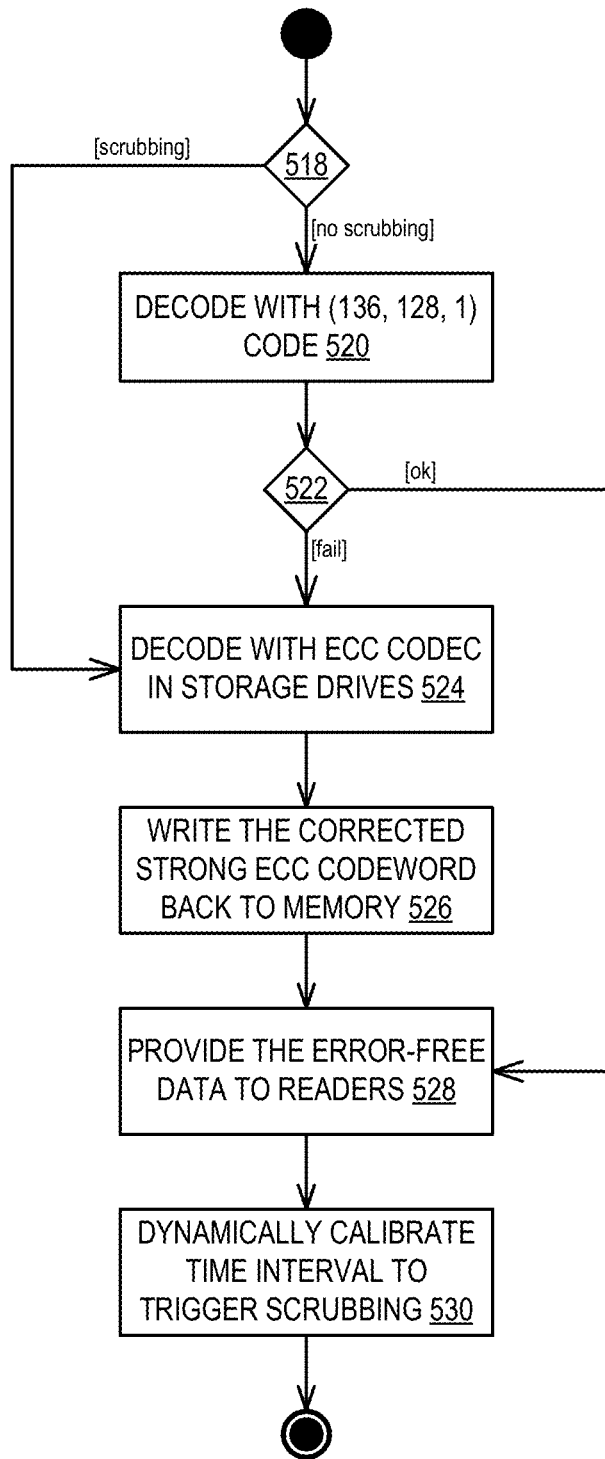 [scrubbing]
518
[no scrubbing]
DECODE WITH (136, 128, 1)
CODE 520
522
[ok]
[fail]
DECODE WITH ECC CODEC
IN STORAGE DRIVES 524
WRITE THE CORRECTED
STRONG ECC CODEWORD
BACK TO MEMORY 526
PROVIDE THE ERROR-FREE
DATA TO READERS 528
DYNAMICALLY CALIBRATE
TIME INTERVAL TO
TRIGGER SCRUBBING 530